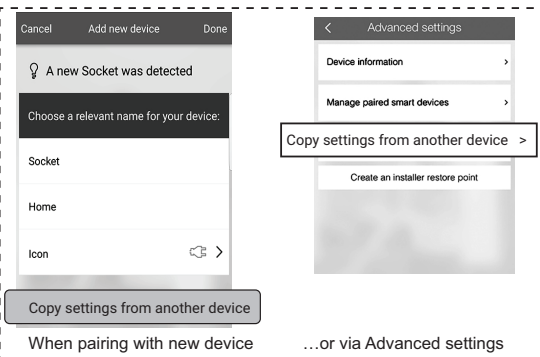 Cancel Add new device Done
A new Socket was detected
Choose a relevant name for your device:
Socket
Home
Icon >
Copy settings from another device
When pairing with new device
< Advanced settings
Device information >
Manage paired smart devices >
Copy settings from another device >
Create an installer restore point
…or via Advanced settings